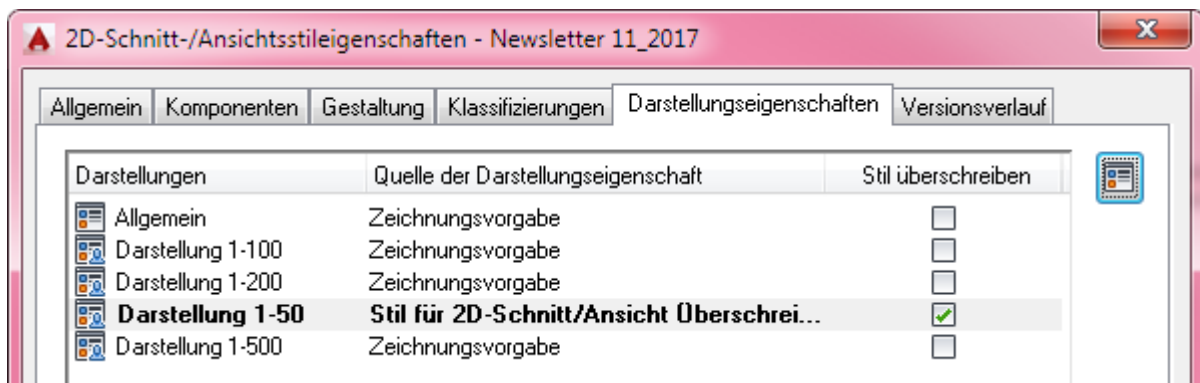 2D-Schnitt-/Ansichtsstileigenschaften - Newsletter 11_2017
Allgemein Komponenten Gestaltung Klassifizierungen Darstellungseigenschaften Versionsverlauf
Darstellungen Quelle der Darstellungseigenschaft Stil überschreiben
Allgemein Zeichnungsvorgabe
Darstellung 1-100 Zeichnungsvorgabe
Darstellung 1-200 Zeichnungsvorgabe
Darstellung 1-50 Stil für 2D-Schnitt/Ansicht Überschrei...
Darstellung 1-500 Zeichnungsvorgabe